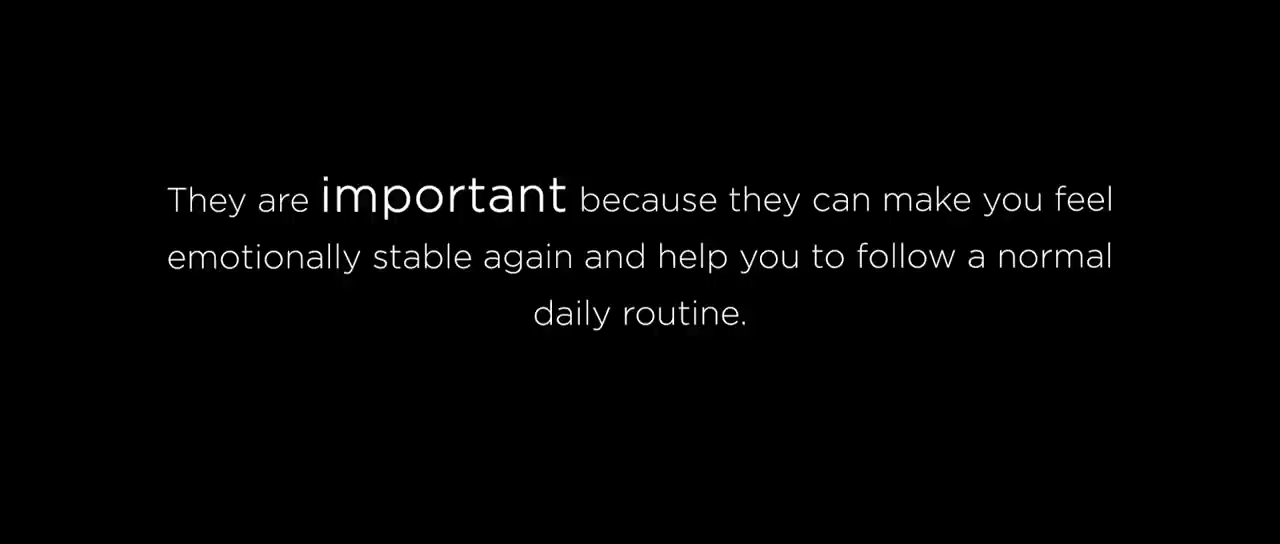 They are important because they can make you feel
emotionally stable again and help you to follow a normal
daily routine.